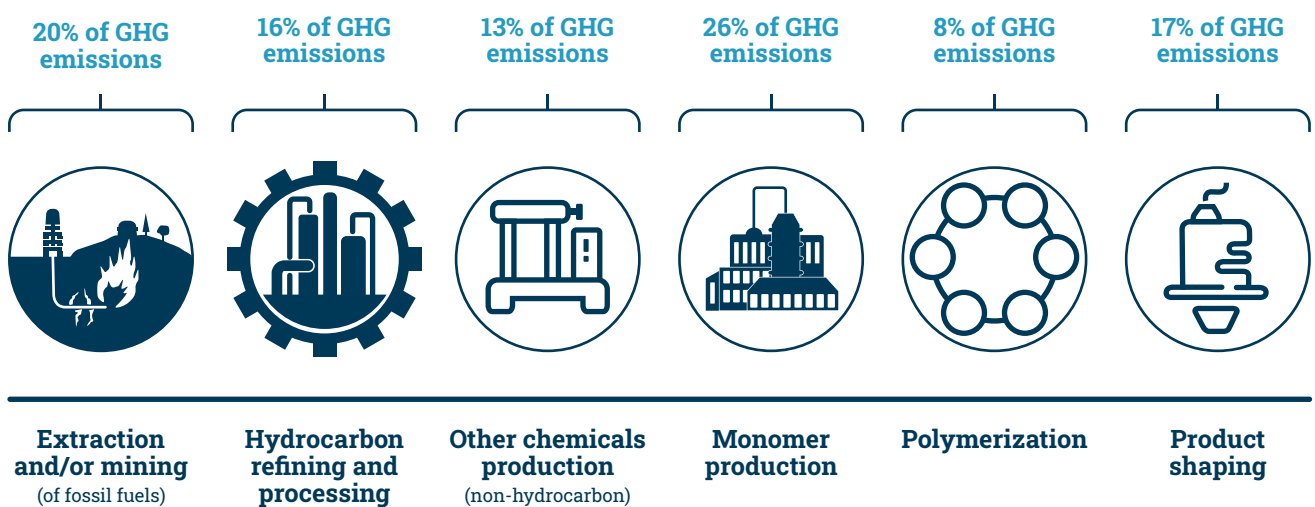 20% of GHG
emissions
16% of GHG
emissions
13% of GHG
emissions
26% of GHG
emissions
8% of GHG
emissions
17% of GHG
emissions
Extraction
and/or mining
(of fossil fuels)
Hydrocarbon
refining and
processing
Other chemicals
production
(non-hydrocarbon)
Monomer
production
Polymerization
Product
shaping